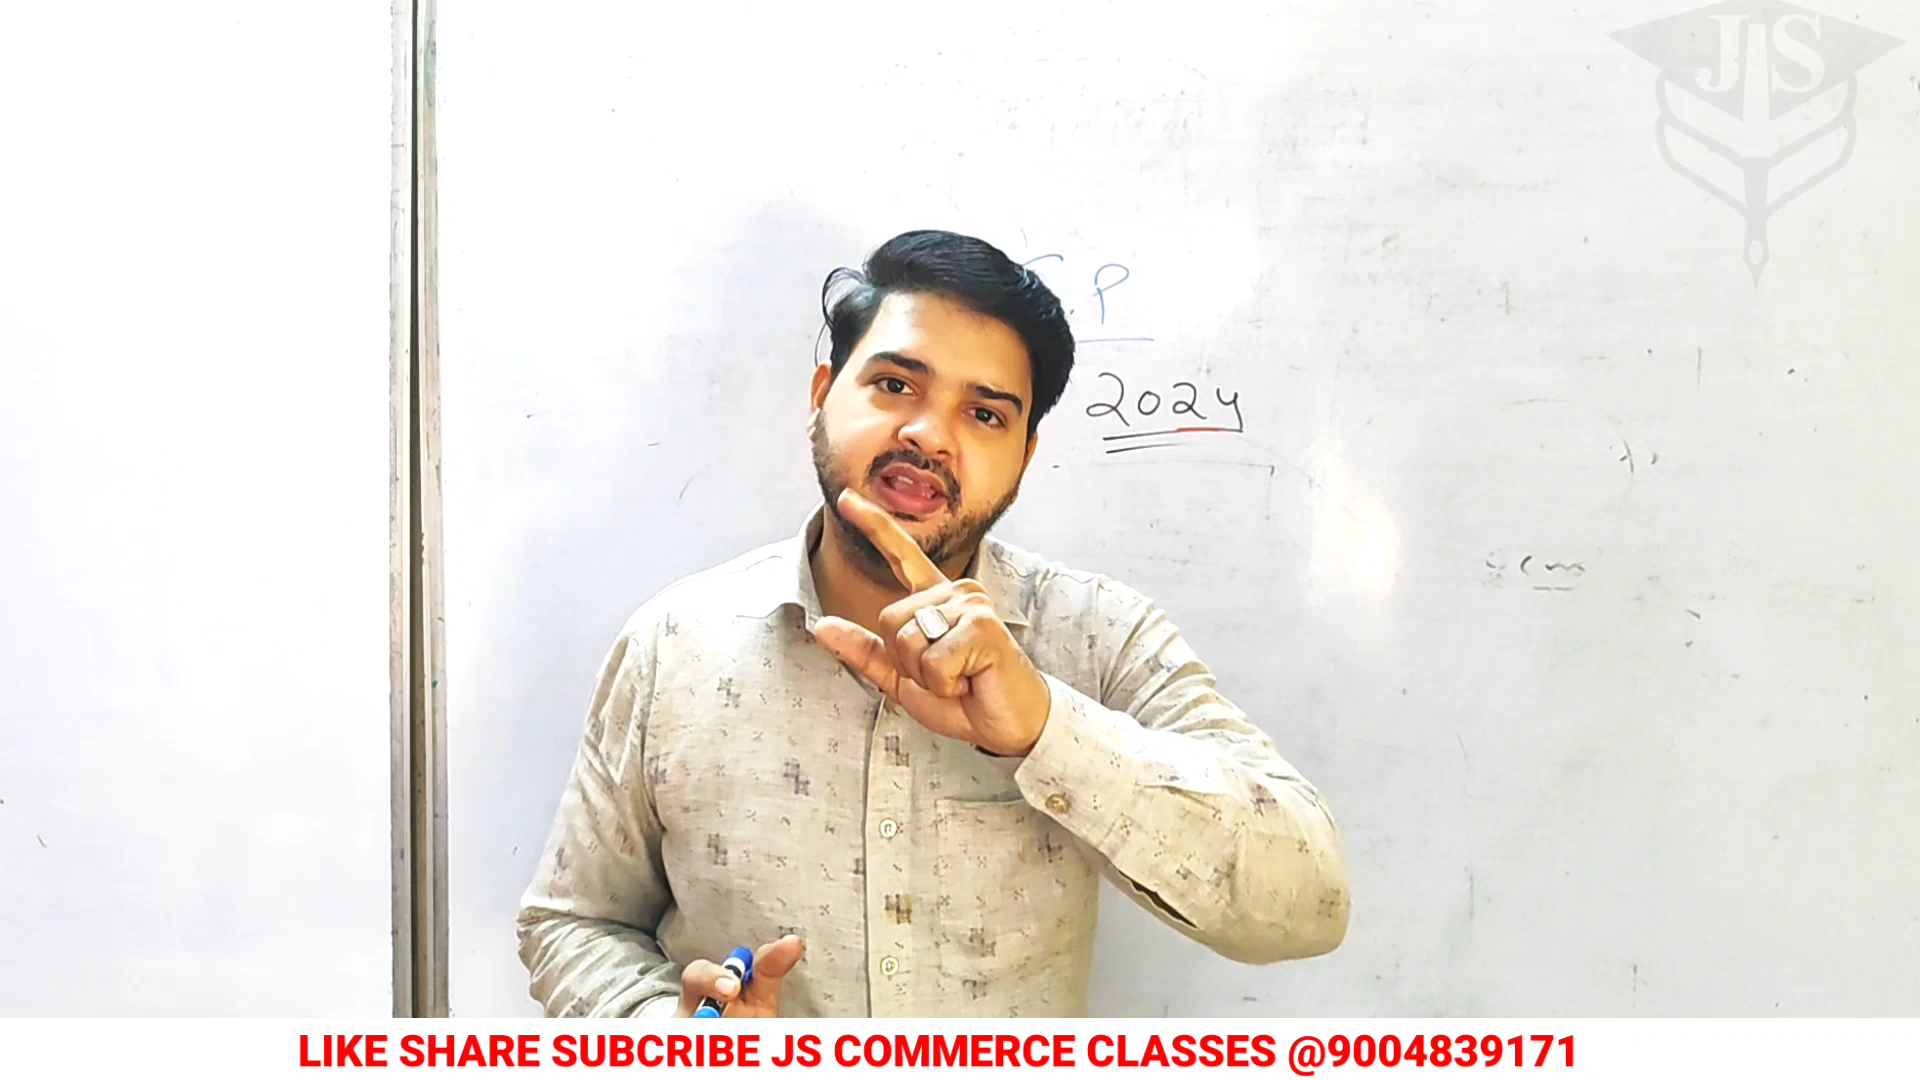 JS
.P
2024
LIKE SHARE SUBCRIBE JS COMMERCE CLASSES @9004839171